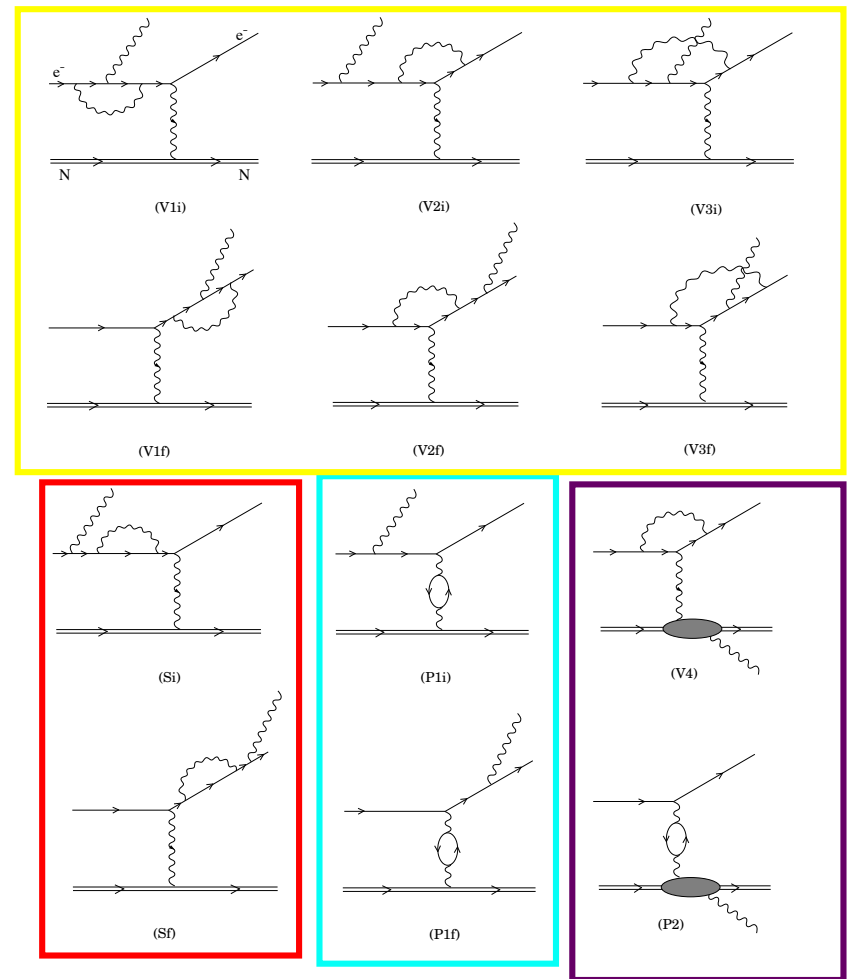 e⁻
e⁻
N N
(V1i) (V2i) (V3i)
(V1f) (V2f) (V3f)
(Si) (P1i) (V4)
(Sf) (P1f) (P2)